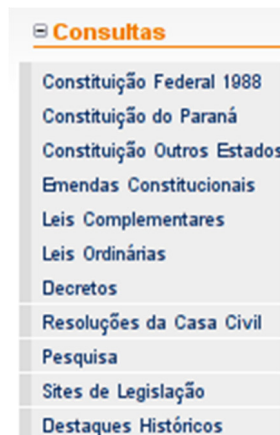 Consultas
Constituição Federal 1988
Constituição do Paraná
Constituição Outros Estados
Emendas Constitucionais
Leis Complementares
Leis Ordinárias
Decretos
Resoluções da Casa Civil
Pesquisa
Sites de Legislação
Destaques Históricos